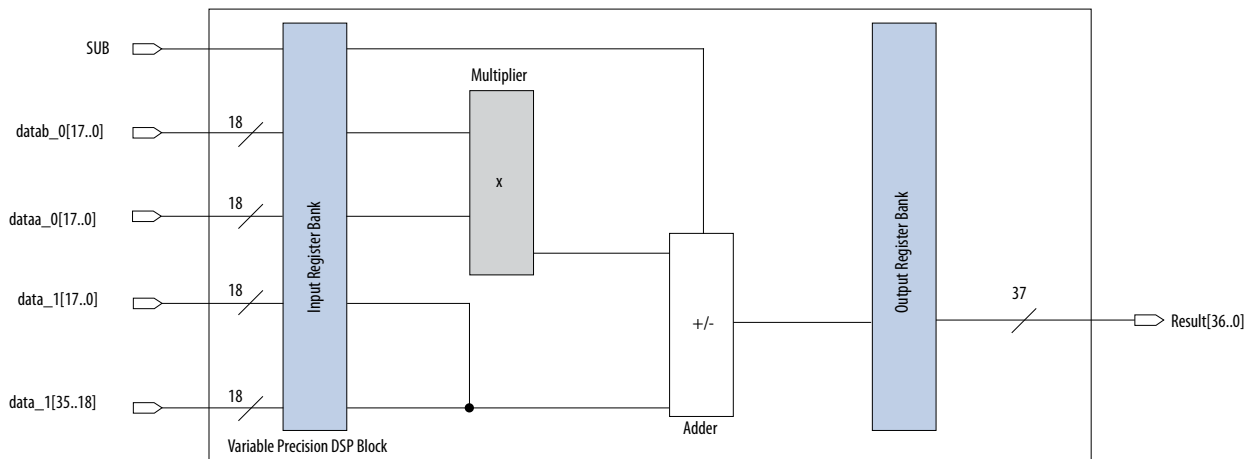 SUB
Multiplier
datab_0[17..0]
18
x
dataa_0[17..0]
18
Input Register Bank
Output Register Bank
data_1[17..0]
18
+/-
37
Result[36..0]
data_1[35..18]
18
Adder
Variable Precision DSP Block